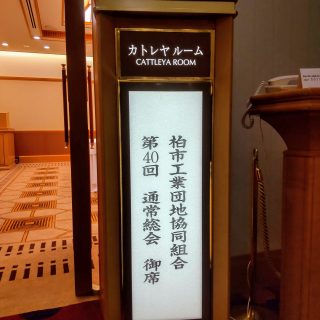 カトレヤ ルーム
CATTLEYA ROOM
柏市工業団地協同組合
第40回 通常総会 御席